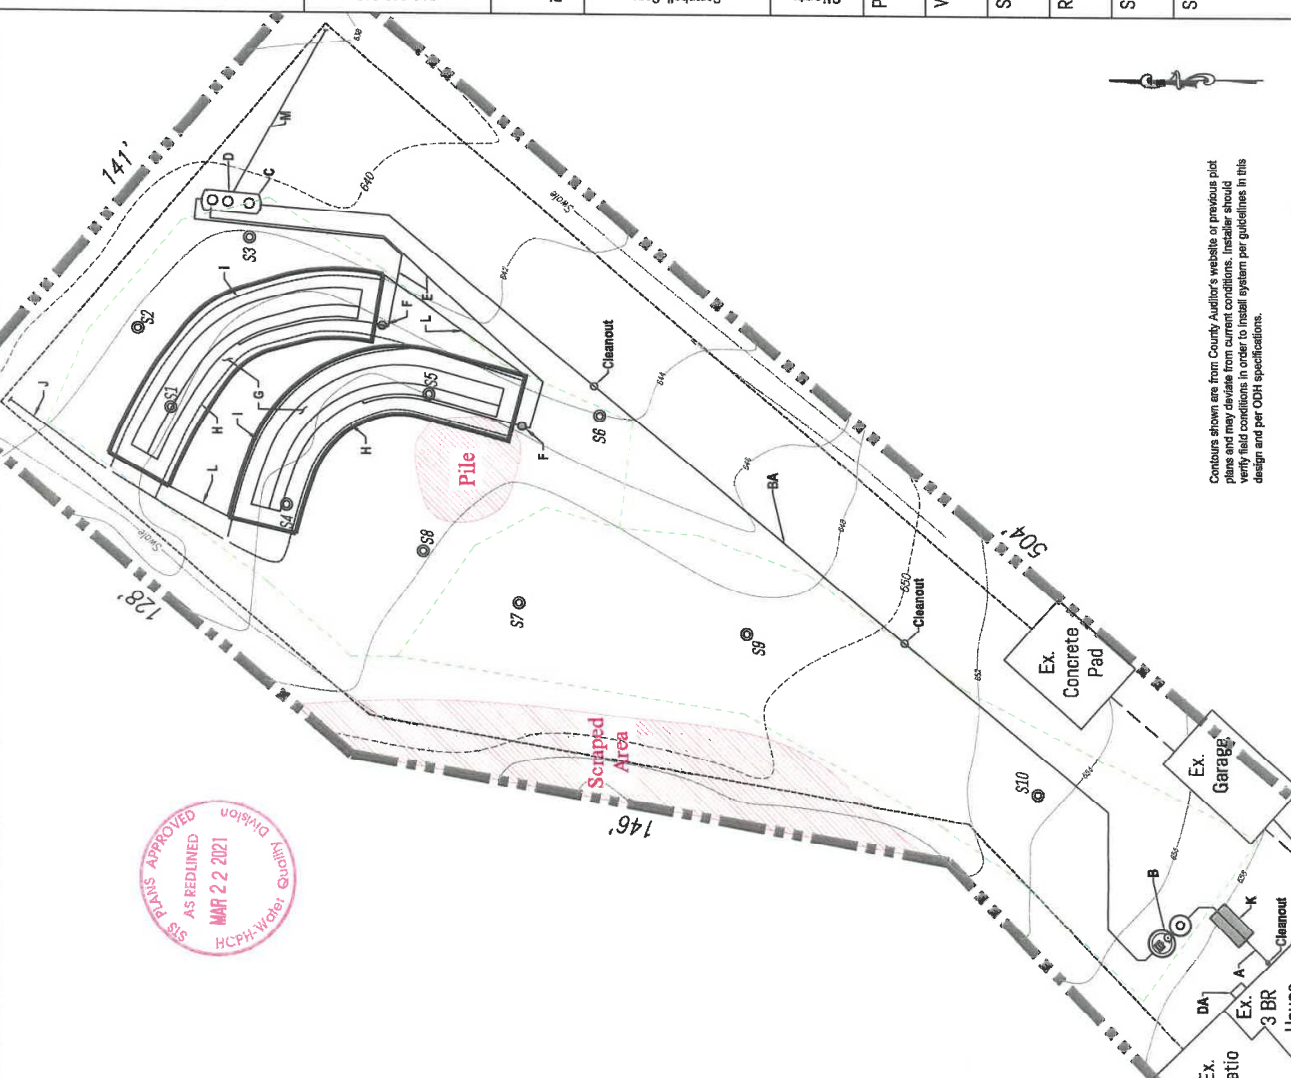 141'
128'
146'
504'
D
C
M
S3
S2
I
J
S1
G
H
I
L
S4
F
E
L
S5
F
H
Pile
640
638
642
644
646
648
650
652
654
656
658
Swale
Swale
Cleanout
S6
S8
S7
S9
BA
Cleanout
Scraped
Area
S10
Ex.
Concrete
Pad
Ex.
Garage
B
K
Cleanout
A
DA
Ex.
3 BR
Ex.
STS PLANS APPROVED
AS REDLINED
MAR 22 2021
HCPH-Water Quality Division
Contours shown are from County Auditor's website or previous plot
plans and may deviate from current conditions. Installer should
verify field conditions in order to install system per guidelines in this
design and per ODH specifications.
P
V
S
R
S
S